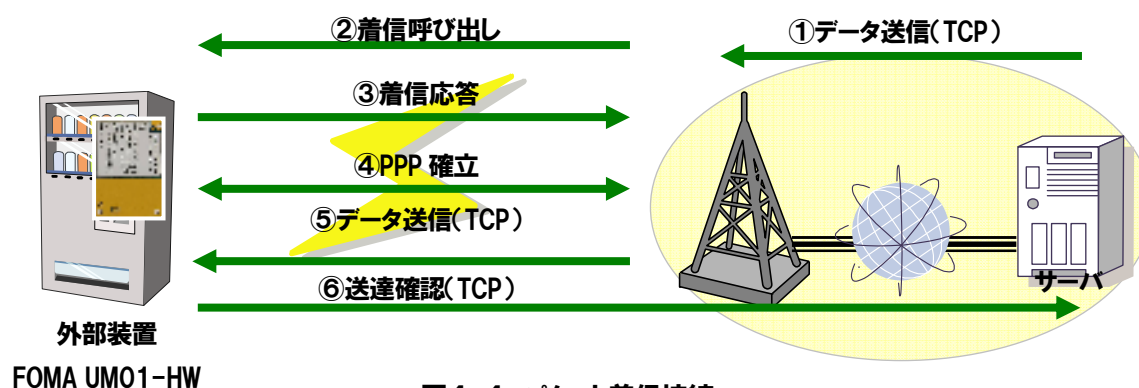 ②着信呼び出し
①データ送信(TCP)
③着信応答
④PPP 確立
⑤データ送信(TCP)
⑥送達確認(TCP)
サーバ
外部装置
FOMA UM01-HW